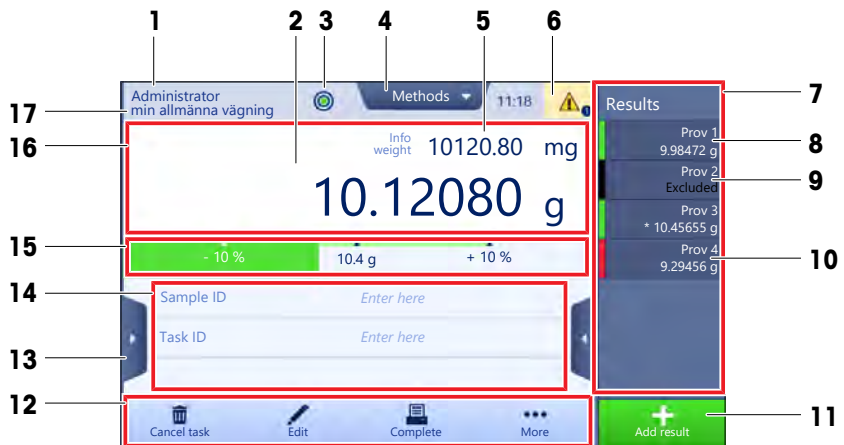 1 2 3 4 5 6
Administrator
min allmänna vägning
Methods
11:18
Results
7
17
16
Info weight 10120.80 mg
10.12080 g
Prov 1
9.98472 g
8
Prov 2
Excluded
9
Prov 3
* 10.45655 g
Prov 4
9.29456 g
10
15
- 10 % 10.4 g + 10 %
14
Sample ID Enter here
Task ID Enter here
13
12
Cancel task Edit Complete More
Add result
11